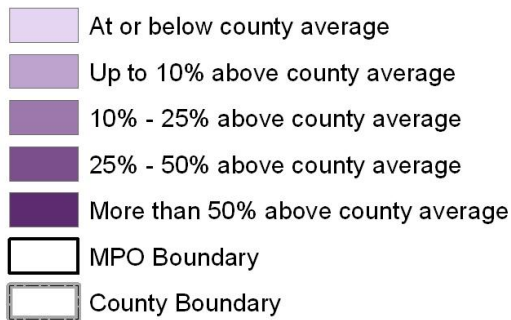 At or below county average
Up to 10% above county average
10% - 25% above county average
25% - 50% above county average
More than 50% above county average
MPO Boundary
County Boundary